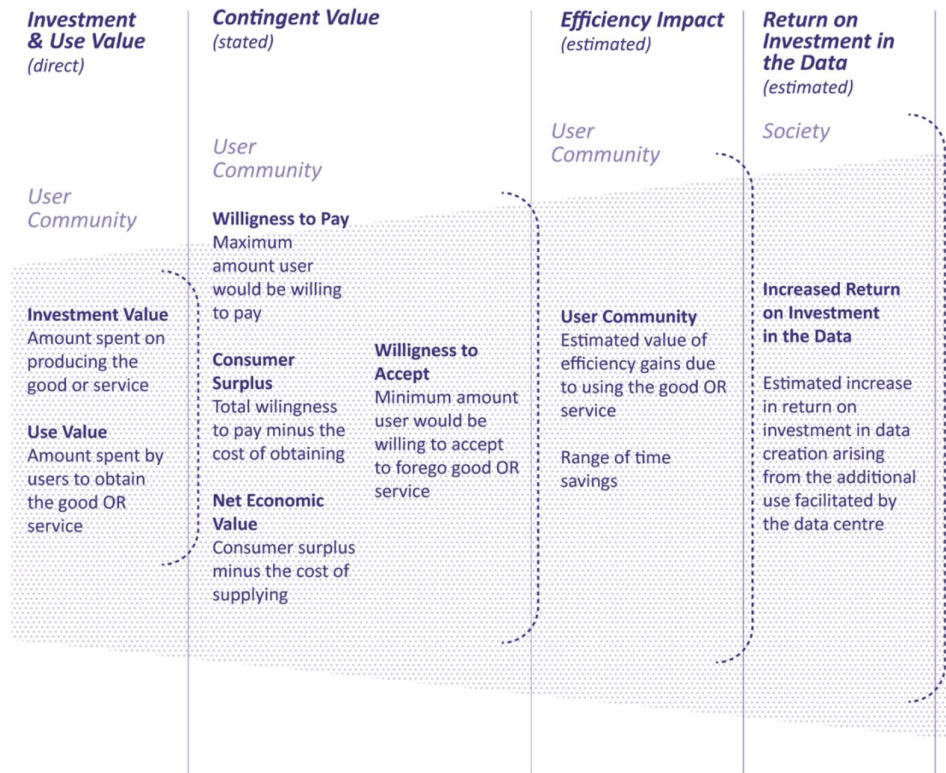 Investment
& Use Value
(direct)
User
Community
Investment Value
Amount spent on
producing the
good or service
Use Value
Amount spent by
users to obtain
the good OR
service
Contingent Value
(stated)
User
Community
Willigness to Pay
Maximum
amount user
would be willing
to pay
Consumer
Surplus
Total wilingness
to pay minus the
cost of obtaining
Net Economic
Value
Consumer surplus
minus the cost of
supplying
Willigness to
Accept
Minimum amount
user would be
willing to accept
to forego good OR
service
Efficiency Impact
(estimated)
User
Community
User Community
Estimated value of
efficiency gains due
to using the good OR
service
Range of time
savings
Return on
Investment in
the Data
(estimated)
Society
Increased Return
on Investment
in the Data
Estimated increase
in return on
investment in data
creation arising
from the additional
use facilitated by
the data centre